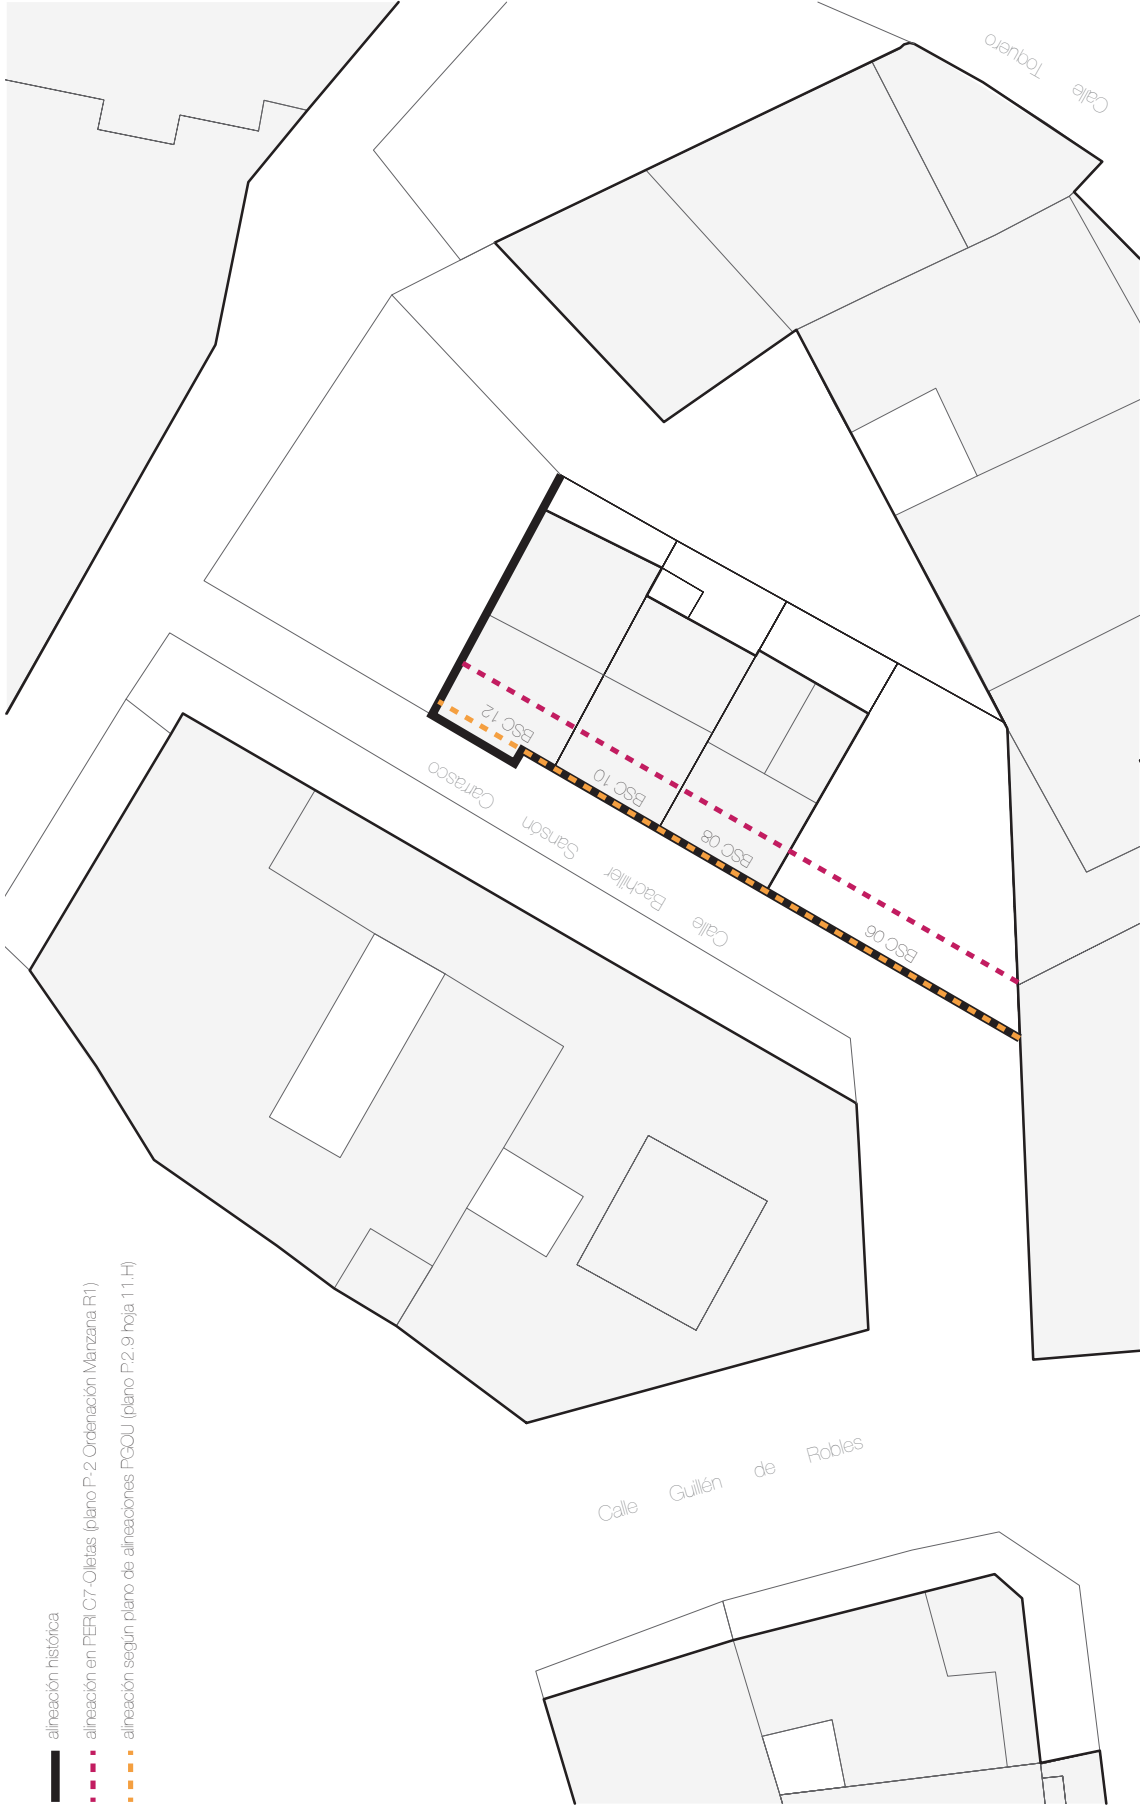 Calle Toquero
BSC 12
BSC 10
BSC 08
BSC 06
Calle Bachiller Sansón Carrasco
Calle Guillén de Robles
alineación histórica
alineación en PERI C7-Olletas (plano P-2 Ordenación Manzana R1)
alineación según plano de alineaciones PGOU (plano P.2.9 hoja 11.H)